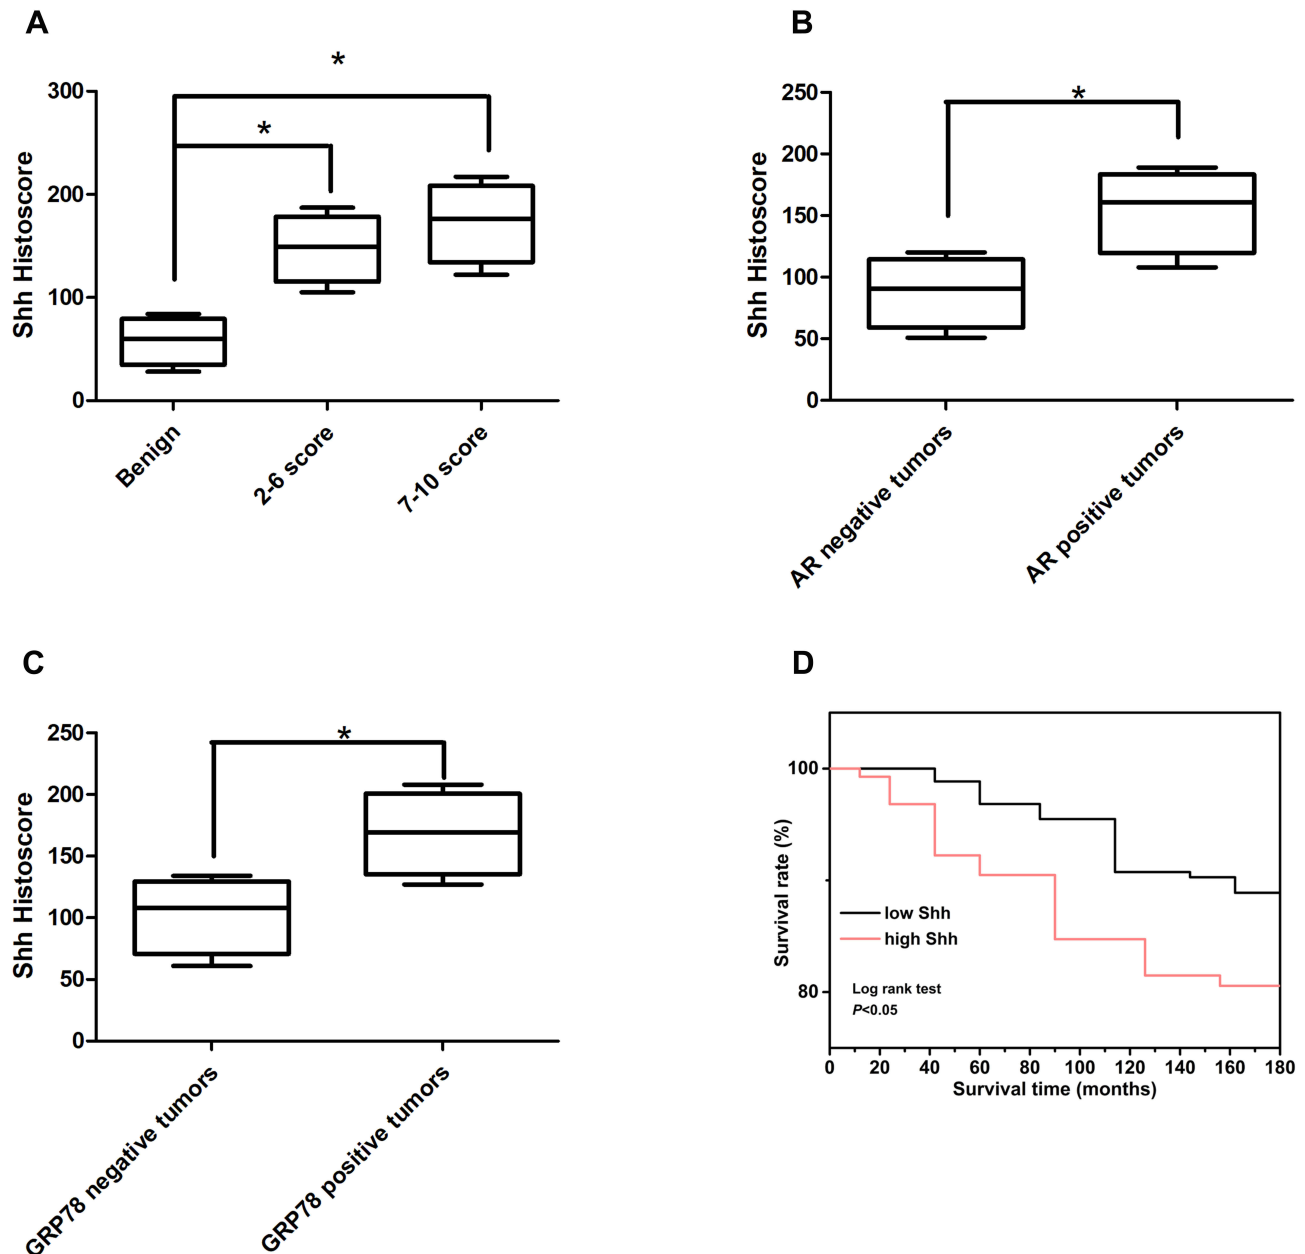 A
*
*
300
200
100
0
Shh Histoscore
Benign
2-6 score
7-10 score
B
*
250
200
150
100
50
0
Shh Histoscore
AR negative tumors
AR positive tumors
C
*
250
200
150
100
50
0
Shh Histoscore
GRP78 negative tumors
GRP78 positive tumors
D
100
80
Survival rate (%)
low Shh
high Shh
Log rank test
P<0.05
0 20 40 60 80 100 120 140 160 180
Survival time (months)